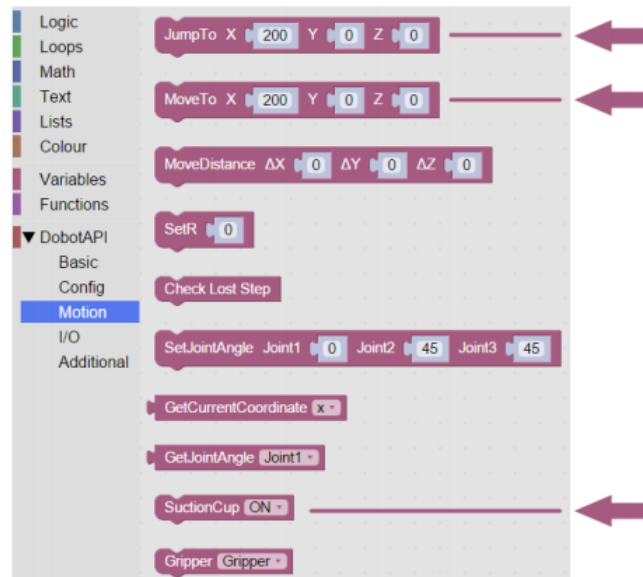 Logic
Loops
Math
Text
Lists
Colour
Variables
Functions
▼ DobotAPI
Basic
Config
Motion
I/O
Additional
JumpTo X 200 Y 0 Z 0
MoveTo X 200 Y 0 Z 0
MoveDistance ΔX 0 ΔY 0 ΔZ 0
SetR 0
Check Lost Step
SetJointAngle Joint1 0 Joint2 45 Joint3 45
GetCurrentCoordinate x
GetJointAngle Joint1
SuctionCup ON
Gripper Gripper